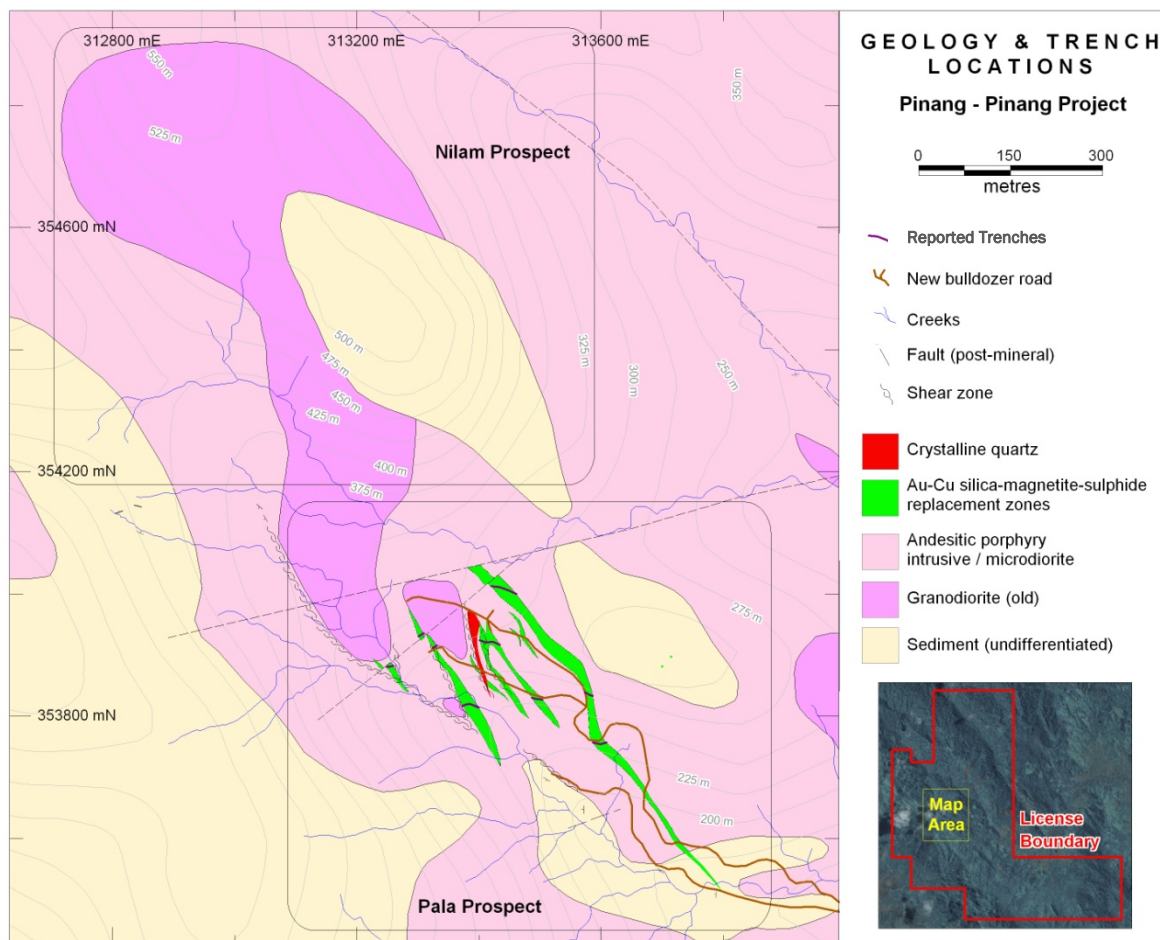 312800 mE
313200 mE
313600 mE
550 m
525 m
350 m
Nilam Prospect
354600 mN
500 m
475 m
450 m
425 m
325 m
300 m
250 m
400 m
375 m
354200 mN
275 m
353800 mN
225 m
200 m
Pala Prospect
GEOLOGY & TRENCH
LOCATIONS
Pinang - Pinang Project
0 150 300
metres
Reported Trenches
New bulldozer road
Creeks
Fault (post-mineral)
Shear zone
Crystalline quartz
Au-Cu silica-magnetite-sulphide
replacement zones
Andesitic porphyry
intrusive / microdiorite
Granodiorite (old)
Sediment (undifferentiated)
Map
Area
License
Boundary